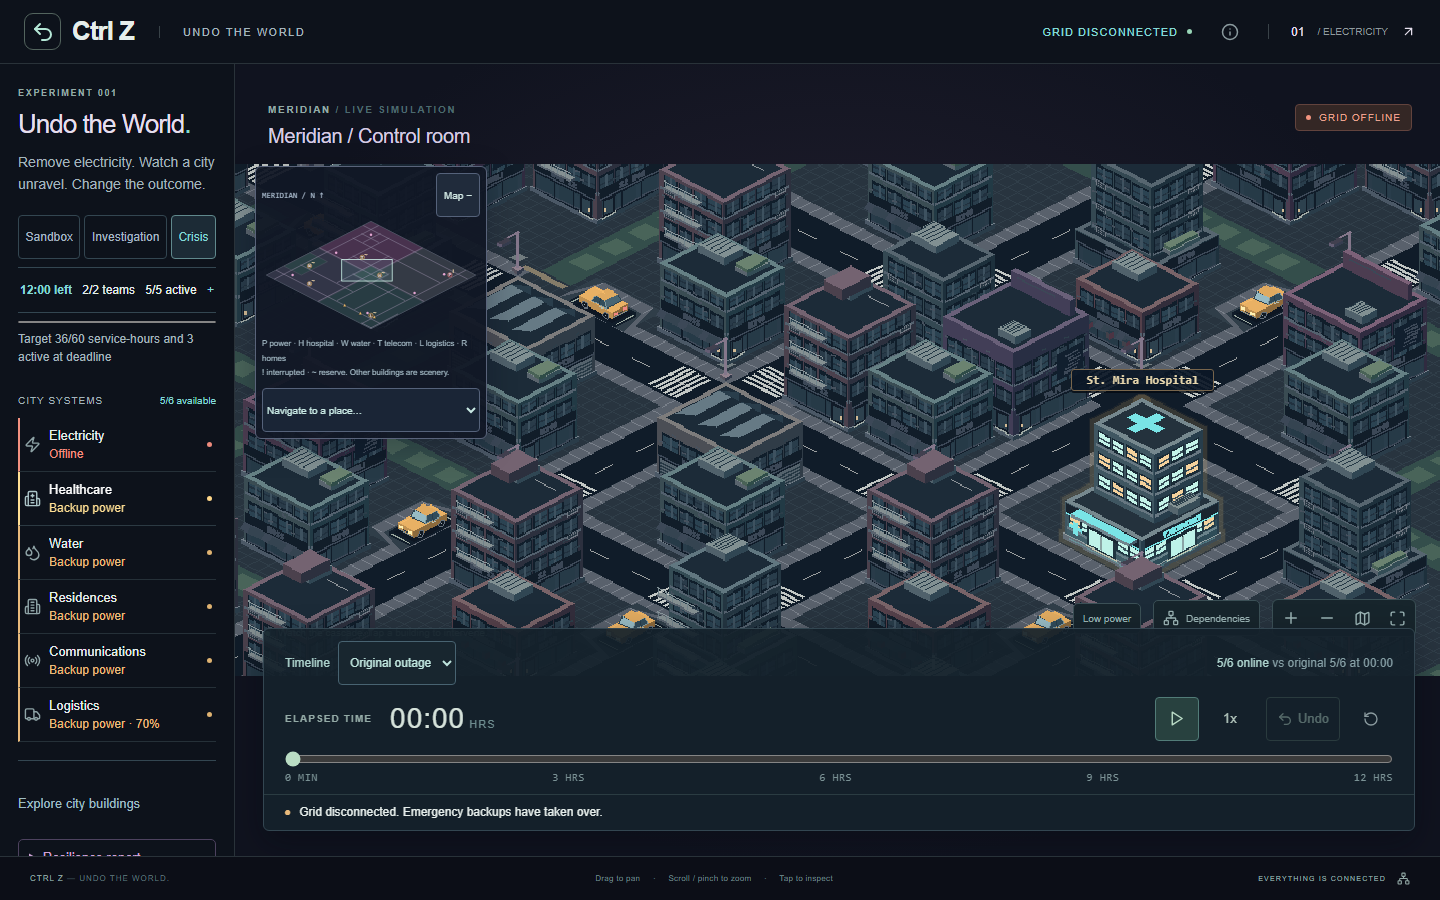 Ctrl Z
UNDO THE WORLD
GRID DISCONNECTED
01 / ELECTRICITY
EXPERIMENT 001
Undo the World.
Remove electricity. Watch a city
unravel. Change the outcome.
Sandbox
Investigation
Crisis
12:00 left 2/2 teams 5/5 active +
Target 36/60 service-hours and 3
active at deadline
CITY SYSTEMS 5/6 available
Electricity
Offline
Healthcare
Backup power
Water
Backup power
Residences
Backup power
Communications
Backup power
Logistics
Backup power · 70%
Explore city buildings
Resilience report
MERIDIAN / LIVE SIMULATION
Meridian / Control room
GRID OFFLINE
MERIDIAN / N ↑
Map −
P power · H hospital · W water · T telecom · L logistics · R
homes
! interrupted · ~ reserve. Other buildings are scenery.
Navigate to a place...
St. Mira Hospital
Low power
Dependencies
Timeline Original outage
5/6 online vs original 5/6 at 00:00
ELAPSED TIME 00:00 HRS
1x
Undo
0 MIN 3 HRS 6 HRS 9 HRS 12 HRS
Grid disconnected. Emergency backups have taken over.
CTRL Z — UNDO THE WORLD.
Drag to pan · Scroll / pinch to zoom · Tap to inspect
EVERYTHING IS CONNECTED